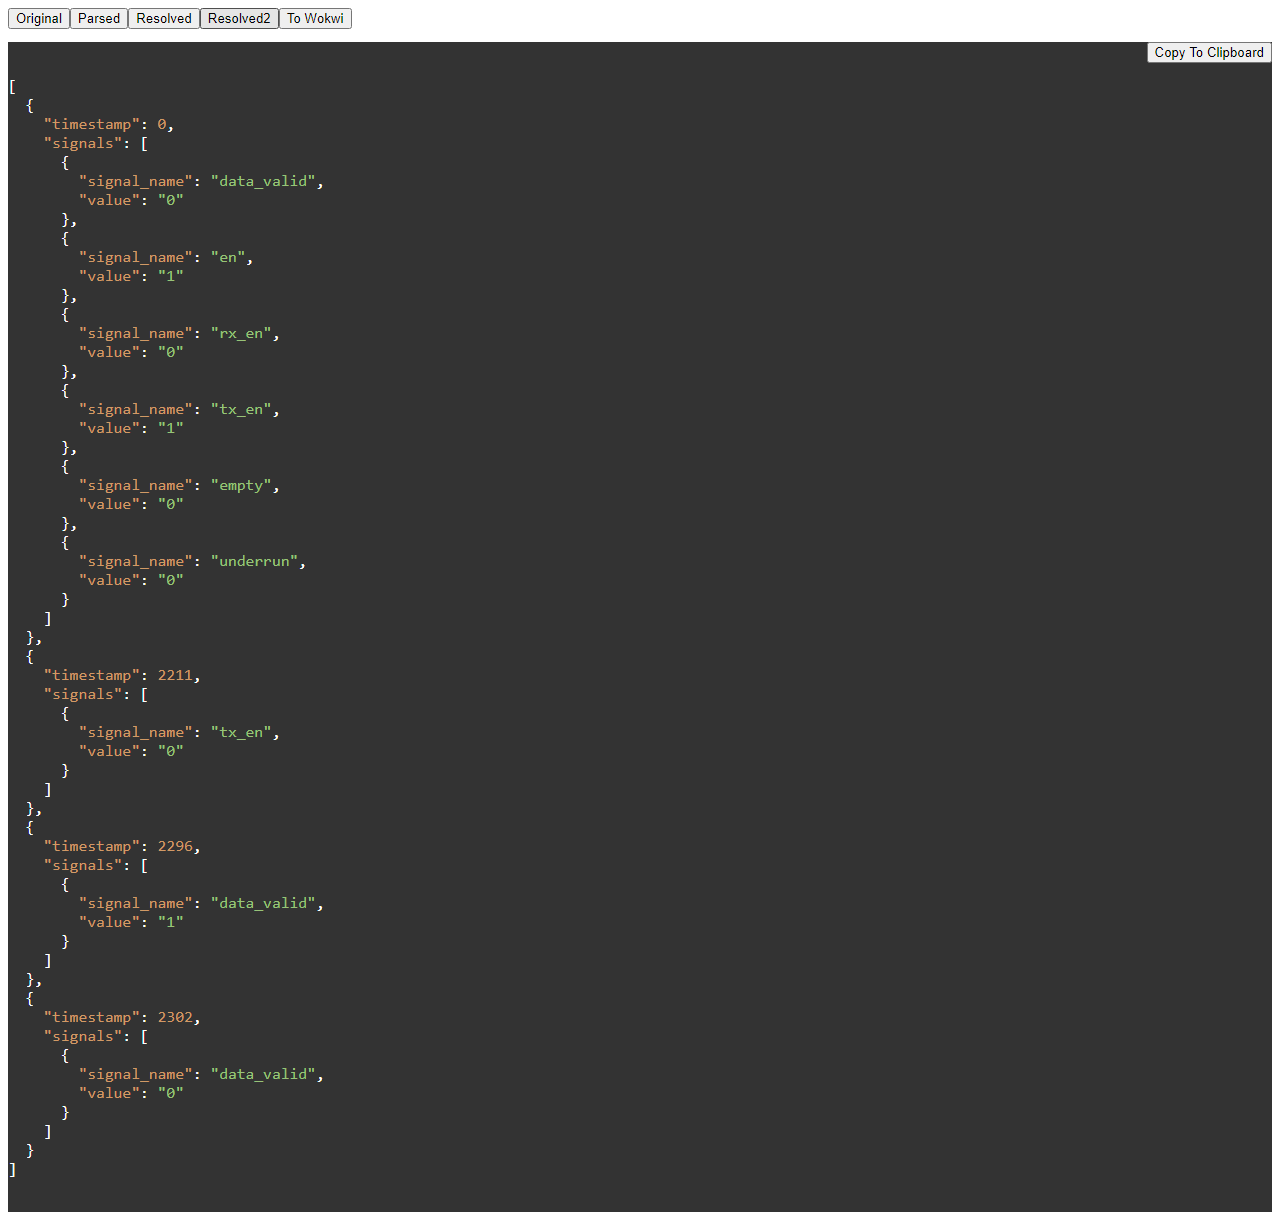 Original Parsed Resolved Resolved2 To Wokwi
Copy To Clipboard
[
  {
    "timestamp": 0,
    "signals": [
      {
        "signal_name": "data_valid",
        "value": "0"
      },
      {
        "signal_name": "en",
        "value": "1"
      },
      {
        "signal_name": "rx_en",
        "value": "0"
      },
      {
        "signal_name": "tx_en",
        "value": "1"
      },
      {
        "signal_name": "empty",
        "value": "0"
      },
      {
        "signal_name": "underrun",
        "value": "0"
      }
    ]
  },
  {
    "timestamp": 2211,
    "signals": [
      {
        "signal_name": "tx_en",
        "value": "0"
      }
    ]
  },
  {
    "timestamp": 2296,
    "signals": [
      {
        "signal_name": "data_valid",
        "value": "1"
      }
    ]
  },
  {
    "timestamp": 2302,
    "signals": [
      {
        "signal_name": "data_valid",
        "value": "0"
      }
    ]
  }
]